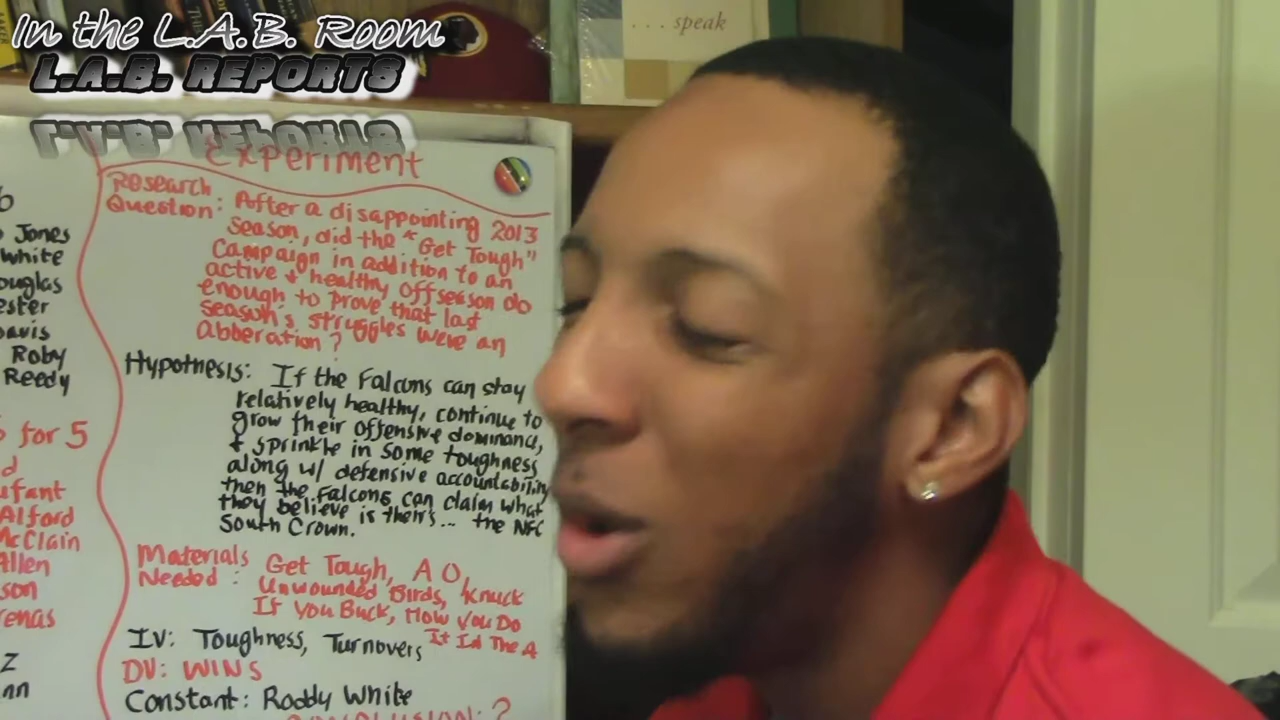 In the L.A.B. Room
L.A.B. REPORTS
... speak
Experiment
Research
Question: After a disappointing 2013
season, did the "Get Tough"
Campaign in addition to an
active + healthy offseason do
enough to prove that last
season's struggles were an
abberation?
Hypothesis: If the Falcons can stay
relatively healthy, continue to
grow their offensive dominance,
+ sprinkle in some toughness
along w/ defensive accountability
then the Falcons can claim what
they believe is theirs... the NFC
South Crown.
Materials
Needed: Get Tough, A O,
Unwounded Birds, Knuck
If You Buck, How You Do
It In The A
IV: Toughness, Turnovers
DV: WINS
Constant: Roddy White
Jones
White
ouglas
ester
Davis
Roby
Reedy
for 5
ufant
Alford
McClain
Allen
son
renas
Z
nn